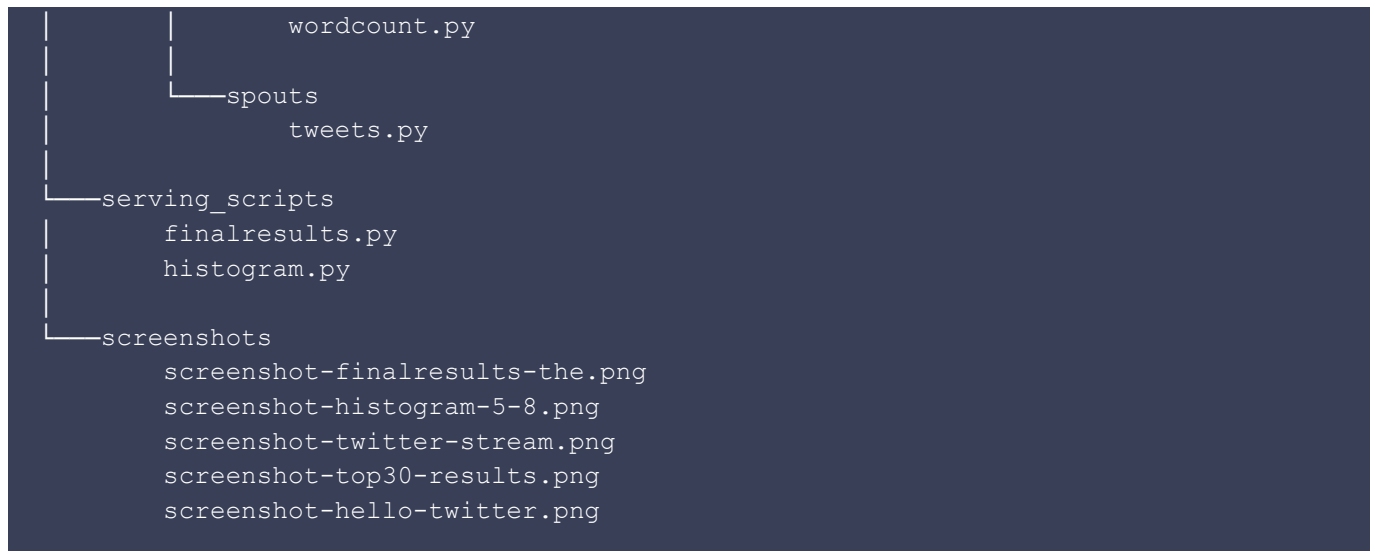 wordcount.py
spouts
tweets.py
serving_scripts
finalresults.py
histogram.py
screenshots
screenshot-finalresults-the.png
screenshot-histogram-5-8.png
screenshot-twitter-stream.png
screenshot-top30-results.png
screenshot-hello-twitter.png